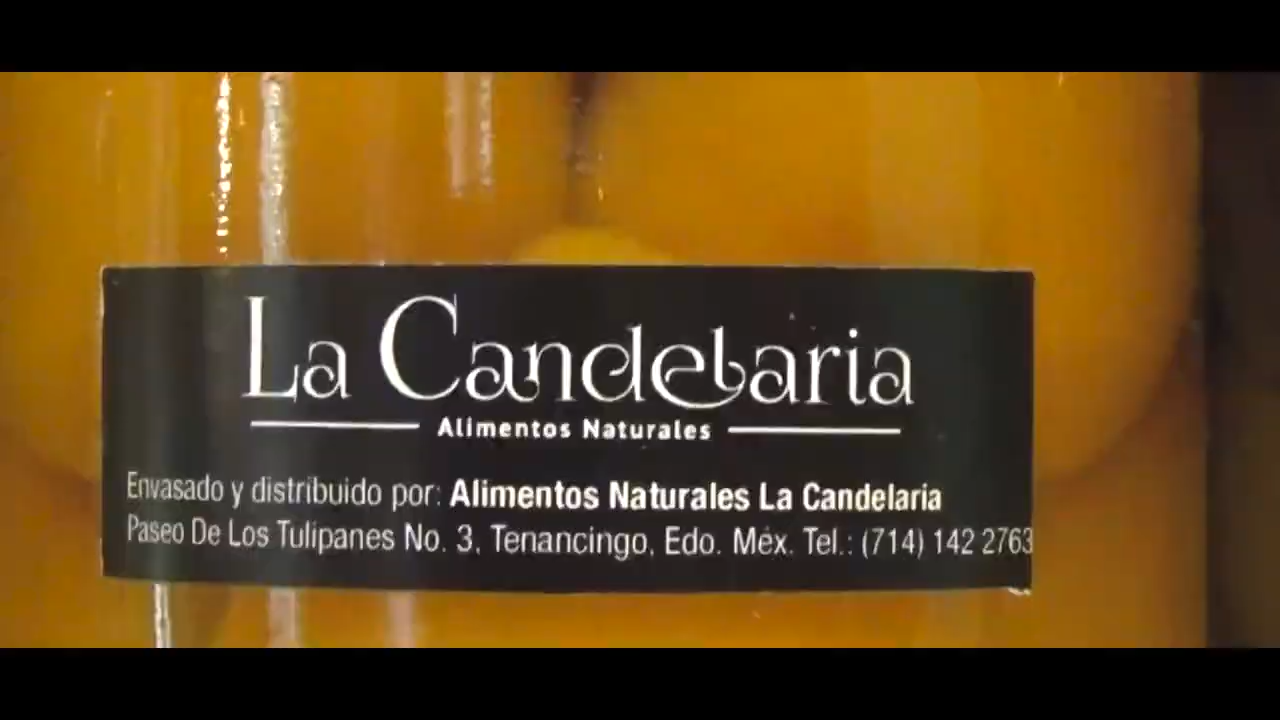 La Candelaria
Alimentos Naturales
Envasado y distribuido por: Alimentos Naturales La Candelaria
Paseo De Los Tulipanes No. 3, Tenancingo, Edo. Méx. Tel.: (714) 142 2763